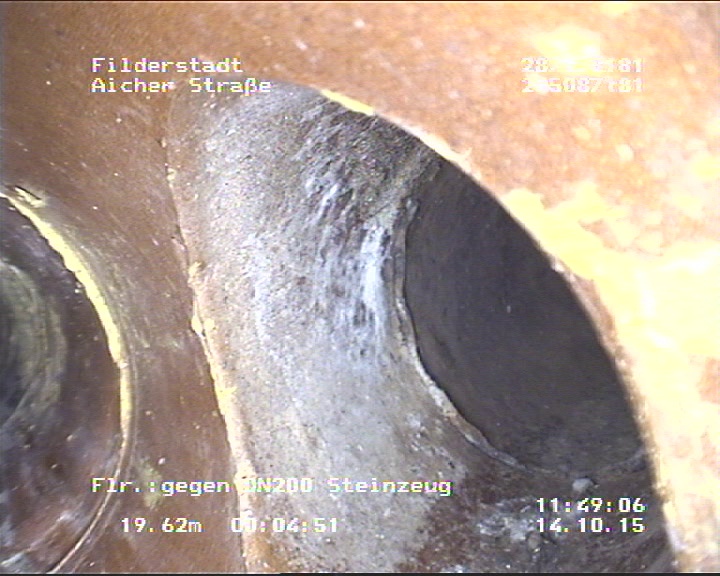 Filderstadt
Aicher Straße
Flr.:gegen DN200 Steinzeug
11:49:06
19.62m 00:04:51
14.10.15